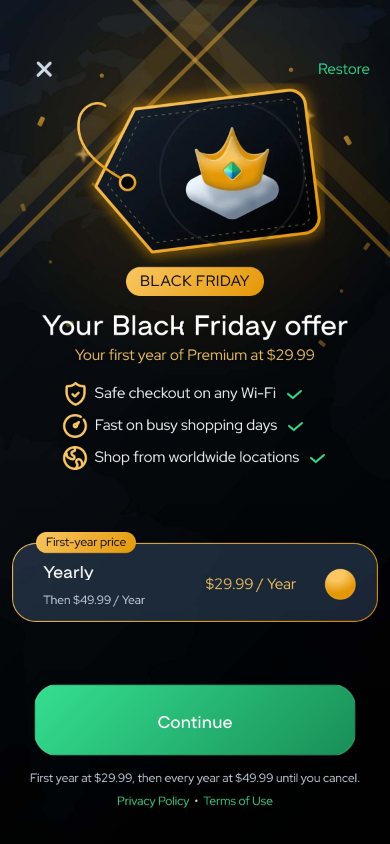 Restore
BLACK FRIDAY
Your Black Friday offer
Your first year of Premium at $29.99
Safe checkout on any Wi-Fi
Fast on busy shopping days
Shop from worldwide locations
First-year price
Yearly
$29.99 / Year
Then $49.99 / Year
Continue
First year at $29.99, then every year at $49.99 until you cancel.
Privacy Policy • Terms of Use